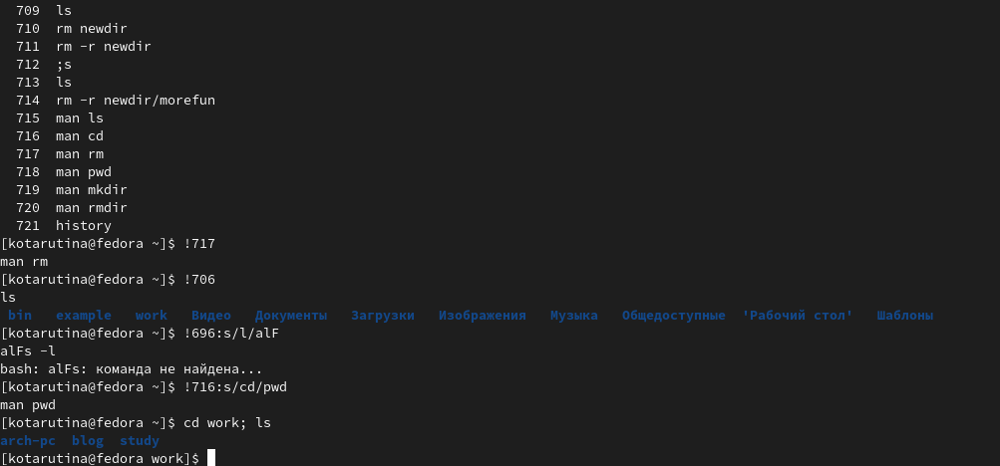 709  ls
710  rm newdir
711  rm -r newdir
712  ;s
713  ls
714  rm -r newdir/morefun
715  man ls
716  man cd
717  man rm
718  man pwd
719  man mkdir
720  man rmdir
721  history
[kotarutina@fedora ~]$ !717
man rm
[kotarutina@fedora ~]$ !706
ls
bin   example   work   Видео   Документы   Загрузки   Изображения   Музыка   Общедоступные  'Рабочий стол'   Шаблоны
[kotarutina@fedora ~]$ !696:s/l/alF
alFs -l
bash: alFs: команда не найдена...
[kotarutina@fedora ~]$ !716:s/cd/pwd
man pwd
[kotarutina@fedora ~]$ cd work; ls
arch-pc  blog  study
[kotarutina@fedora work]$